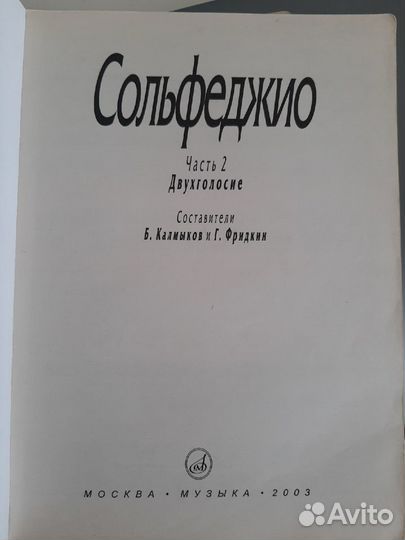 Сольфеджио
Часть 2
Двухголосие
Составители
Б. Калмыков и Г. Фридкин
МОСКВА • МУЗЫКА • 2003
Avito